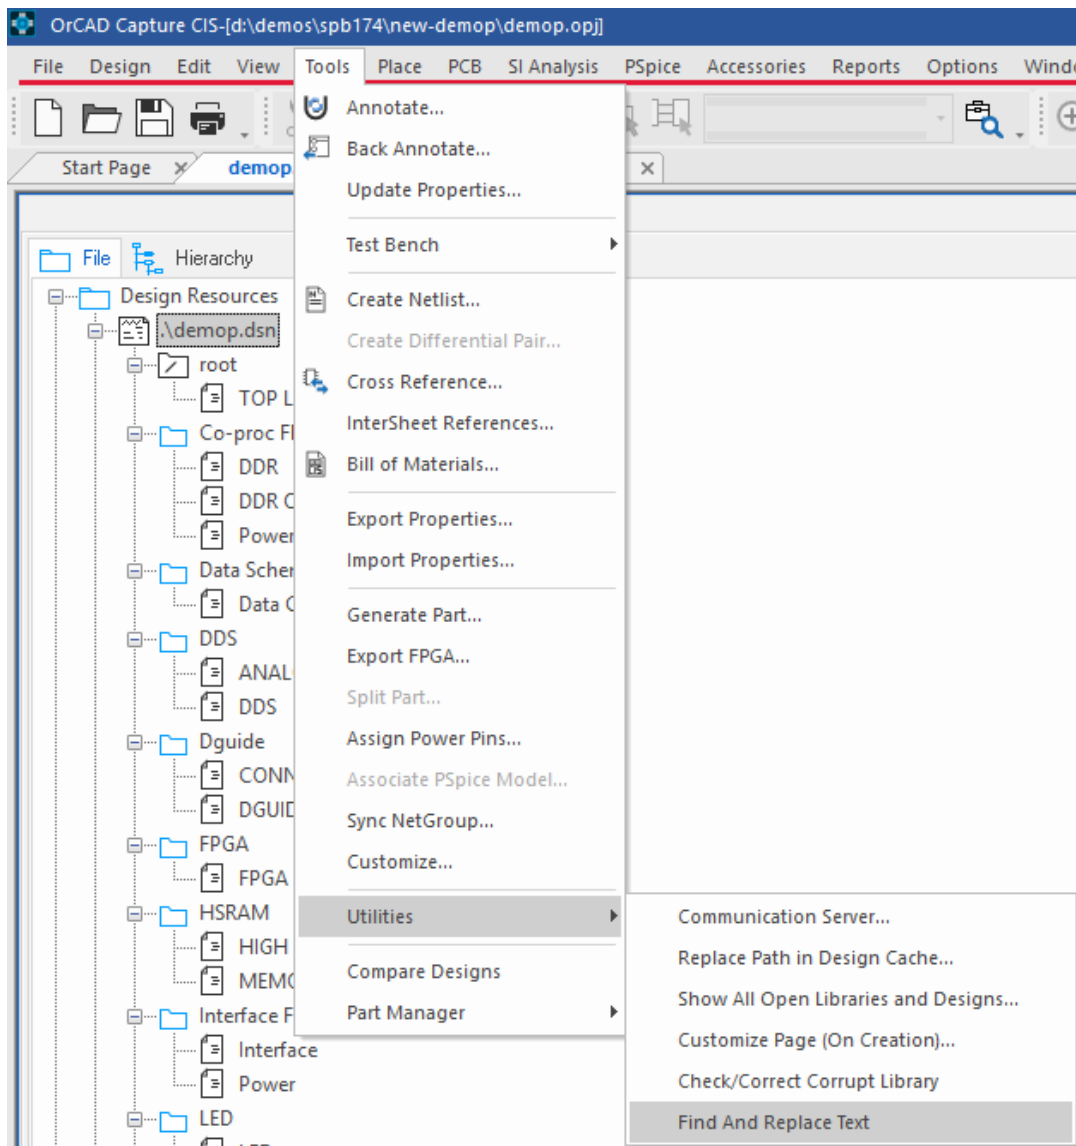 OrCAD Capture CIS-[d:\demos\spb174\new-demop\demop.opj]
File Design Edit View Tools Place PCB SI Analysis PSpice Accessories Reports Options Windo
Start Page demop.
Annotate...
Back Annotate...
Update Properties...
Test Bench
Create Netlist...
Create Differential Pair...
Cross Reference...
InterSheet References...
Bill of Materials...
Export Properties...
Import Properties...
Generate Part...
Export FPGA...
Split Part...
Assign Power Pins...
Associate PSpice Model...
Sync NetGroup...
Customize...
Utilities
Compare Designs
Part Manager
Communication Server...
Replace Path in Design Cache...
Show All Open Libraries and Designs...
Customize Page (On Creation)...
Check/Correct Corrupt Library
Find And Replace Text
File Hierarchy
Design Resources
.\demop.dsn
root
TOP L
Co-proc F
DDR
DDR C
Power
Data Scher
Data C
DDS
ANAL
DDS
Dguide
CONN
DGUID
FPGA
FPGA
HSRAM
HIGH
MEMO
Interface F
Interface
Power
LED